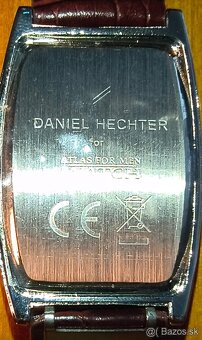 DANIEL HECHTER
for
ATLAS FOR MEN
CE
© Bazos.sk